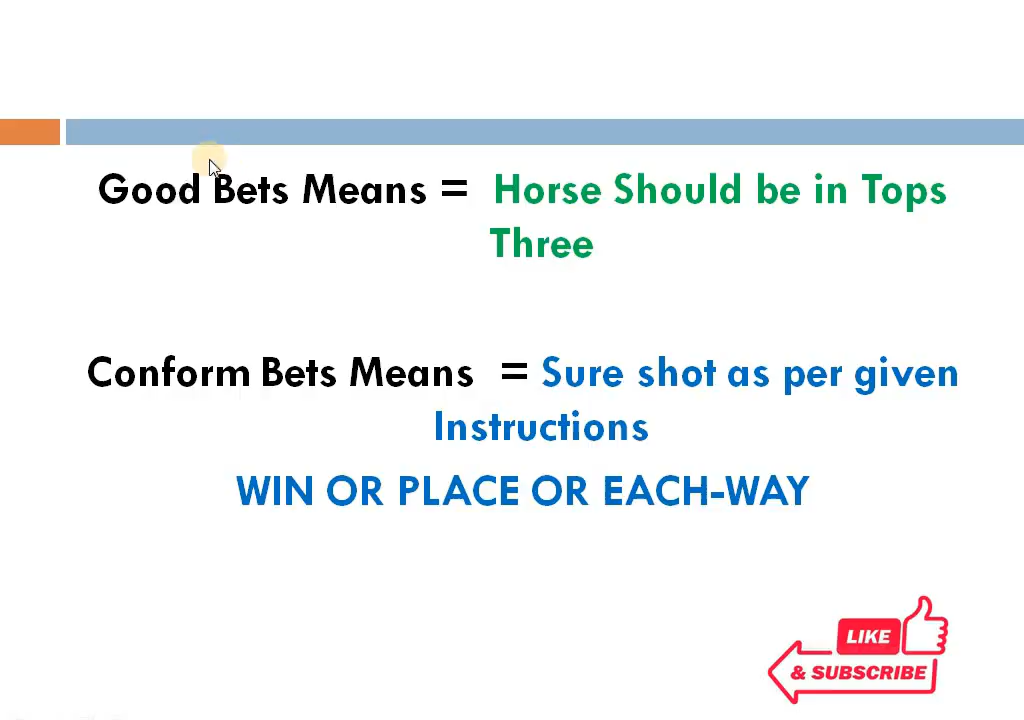 Good Bets Means = Horse Should be in Tops
Three
Conform Bets Means = Sure shot as per given
Instructions
WIN OR PLACE OR EACH-WAY
LIKE
& SUBSCRIBE